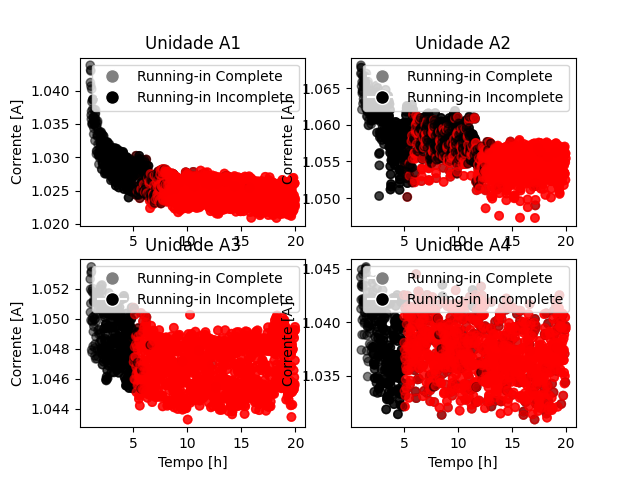 Unidade A1
Corrente [A]
1.040
1.035
1.030
1.025
1.020
Running-in Complete
Running-in Incomplete
5
10
15
20
Unidade A2
Corrente [A]
1.065
1.060
1.055
1.050
Running-in Complete
Running-in Incomplete
5
10
15
20
Unidade A3
Corrente [A]
1.052
1.050
1.048
1.046
1.044
Running-in Complete
Running-in Incomplete
5
10
15
20
Tempo [h]
Unidade A4
Corrente [A]
1.045
1.040
1.035
Running-in Complete
Running-in Incomplete
5
10
15
20
Tempo [h]